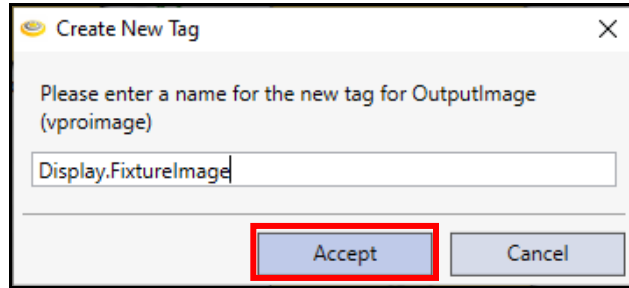 Create New Tag
Please enter a name for the new tag for OutputImage
(vproimage)
Display.FixtureImage
Accept
Cancel